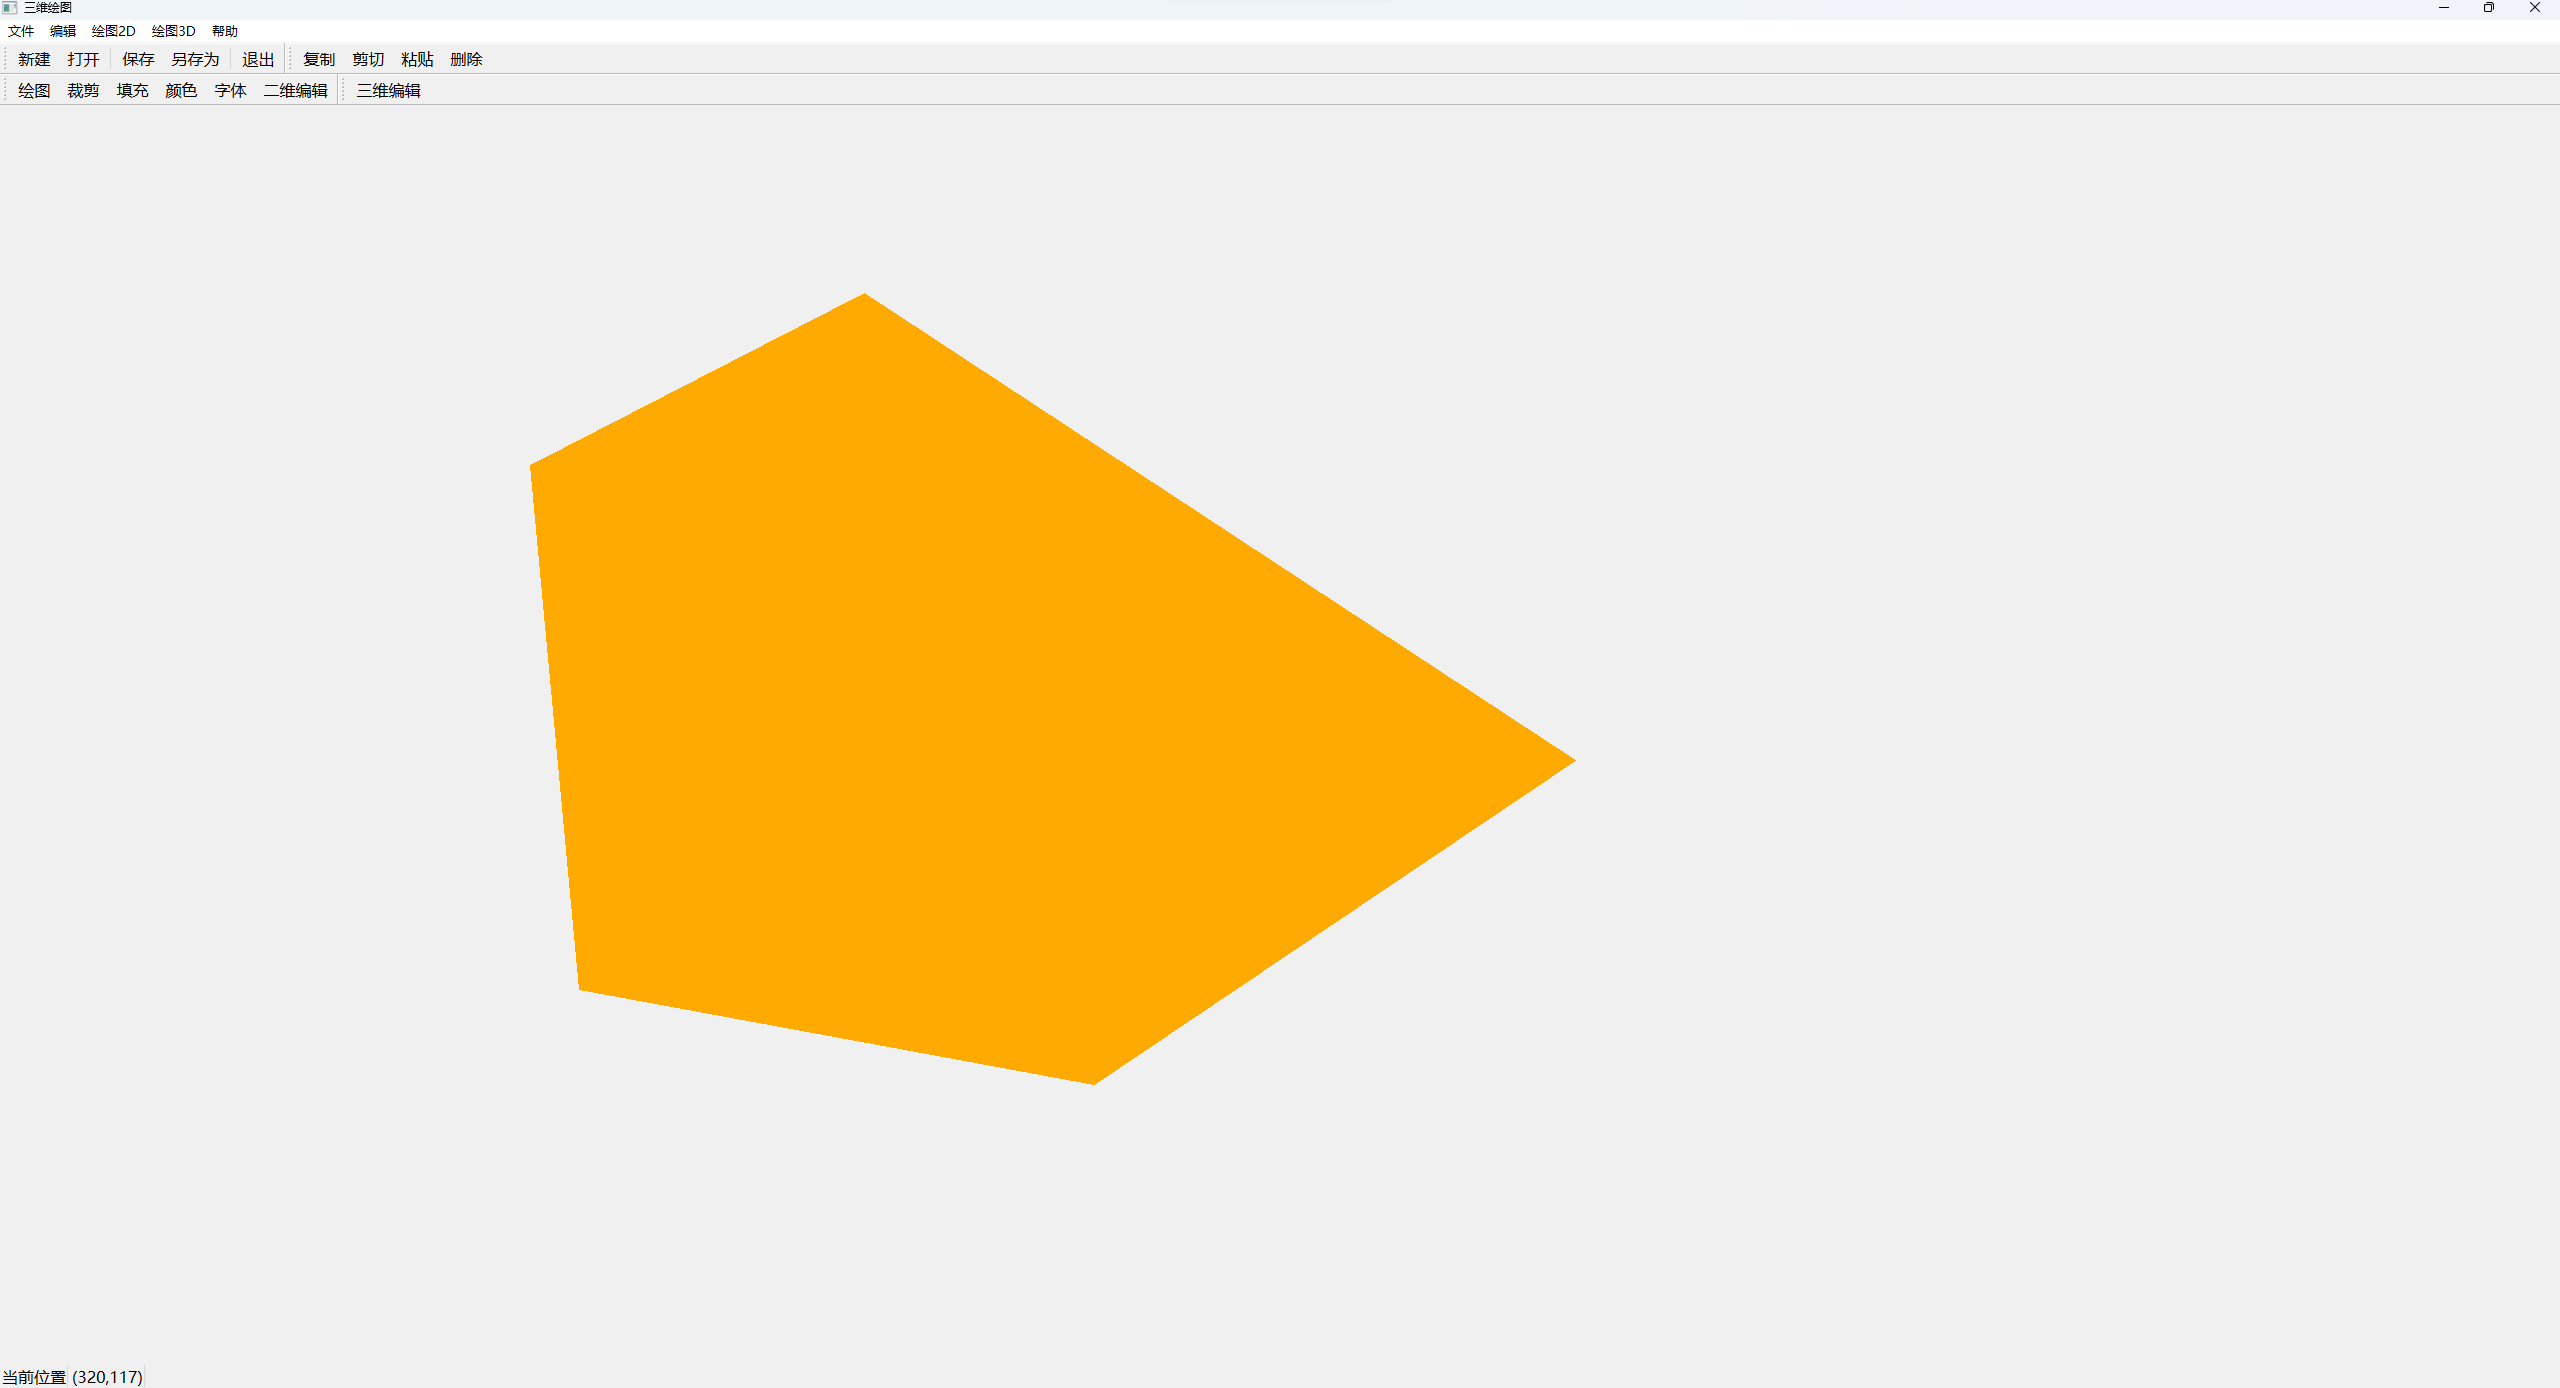 三维绘图
文件 编辑 绘图2D 绘图3D 帮助
新建 打开 保存 另存为 退出 复制 剪切 粘贴 删除
绘图 裁剪 填充 颜色 字体 二维编辑 三维编辑
当前位置 (320,117)